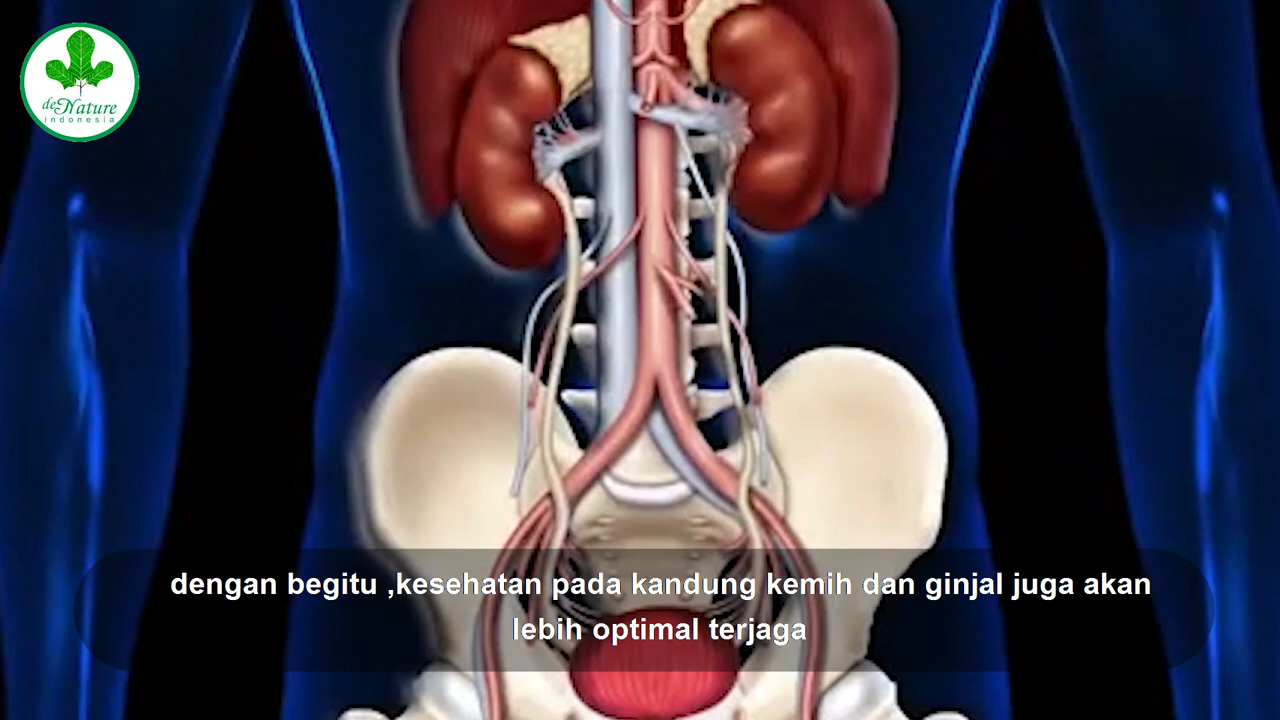 deNature
indonesia
dengan begitu ,kesehatan pada kandung kemih dan ginjal juga akan
lebih optimal terjaga